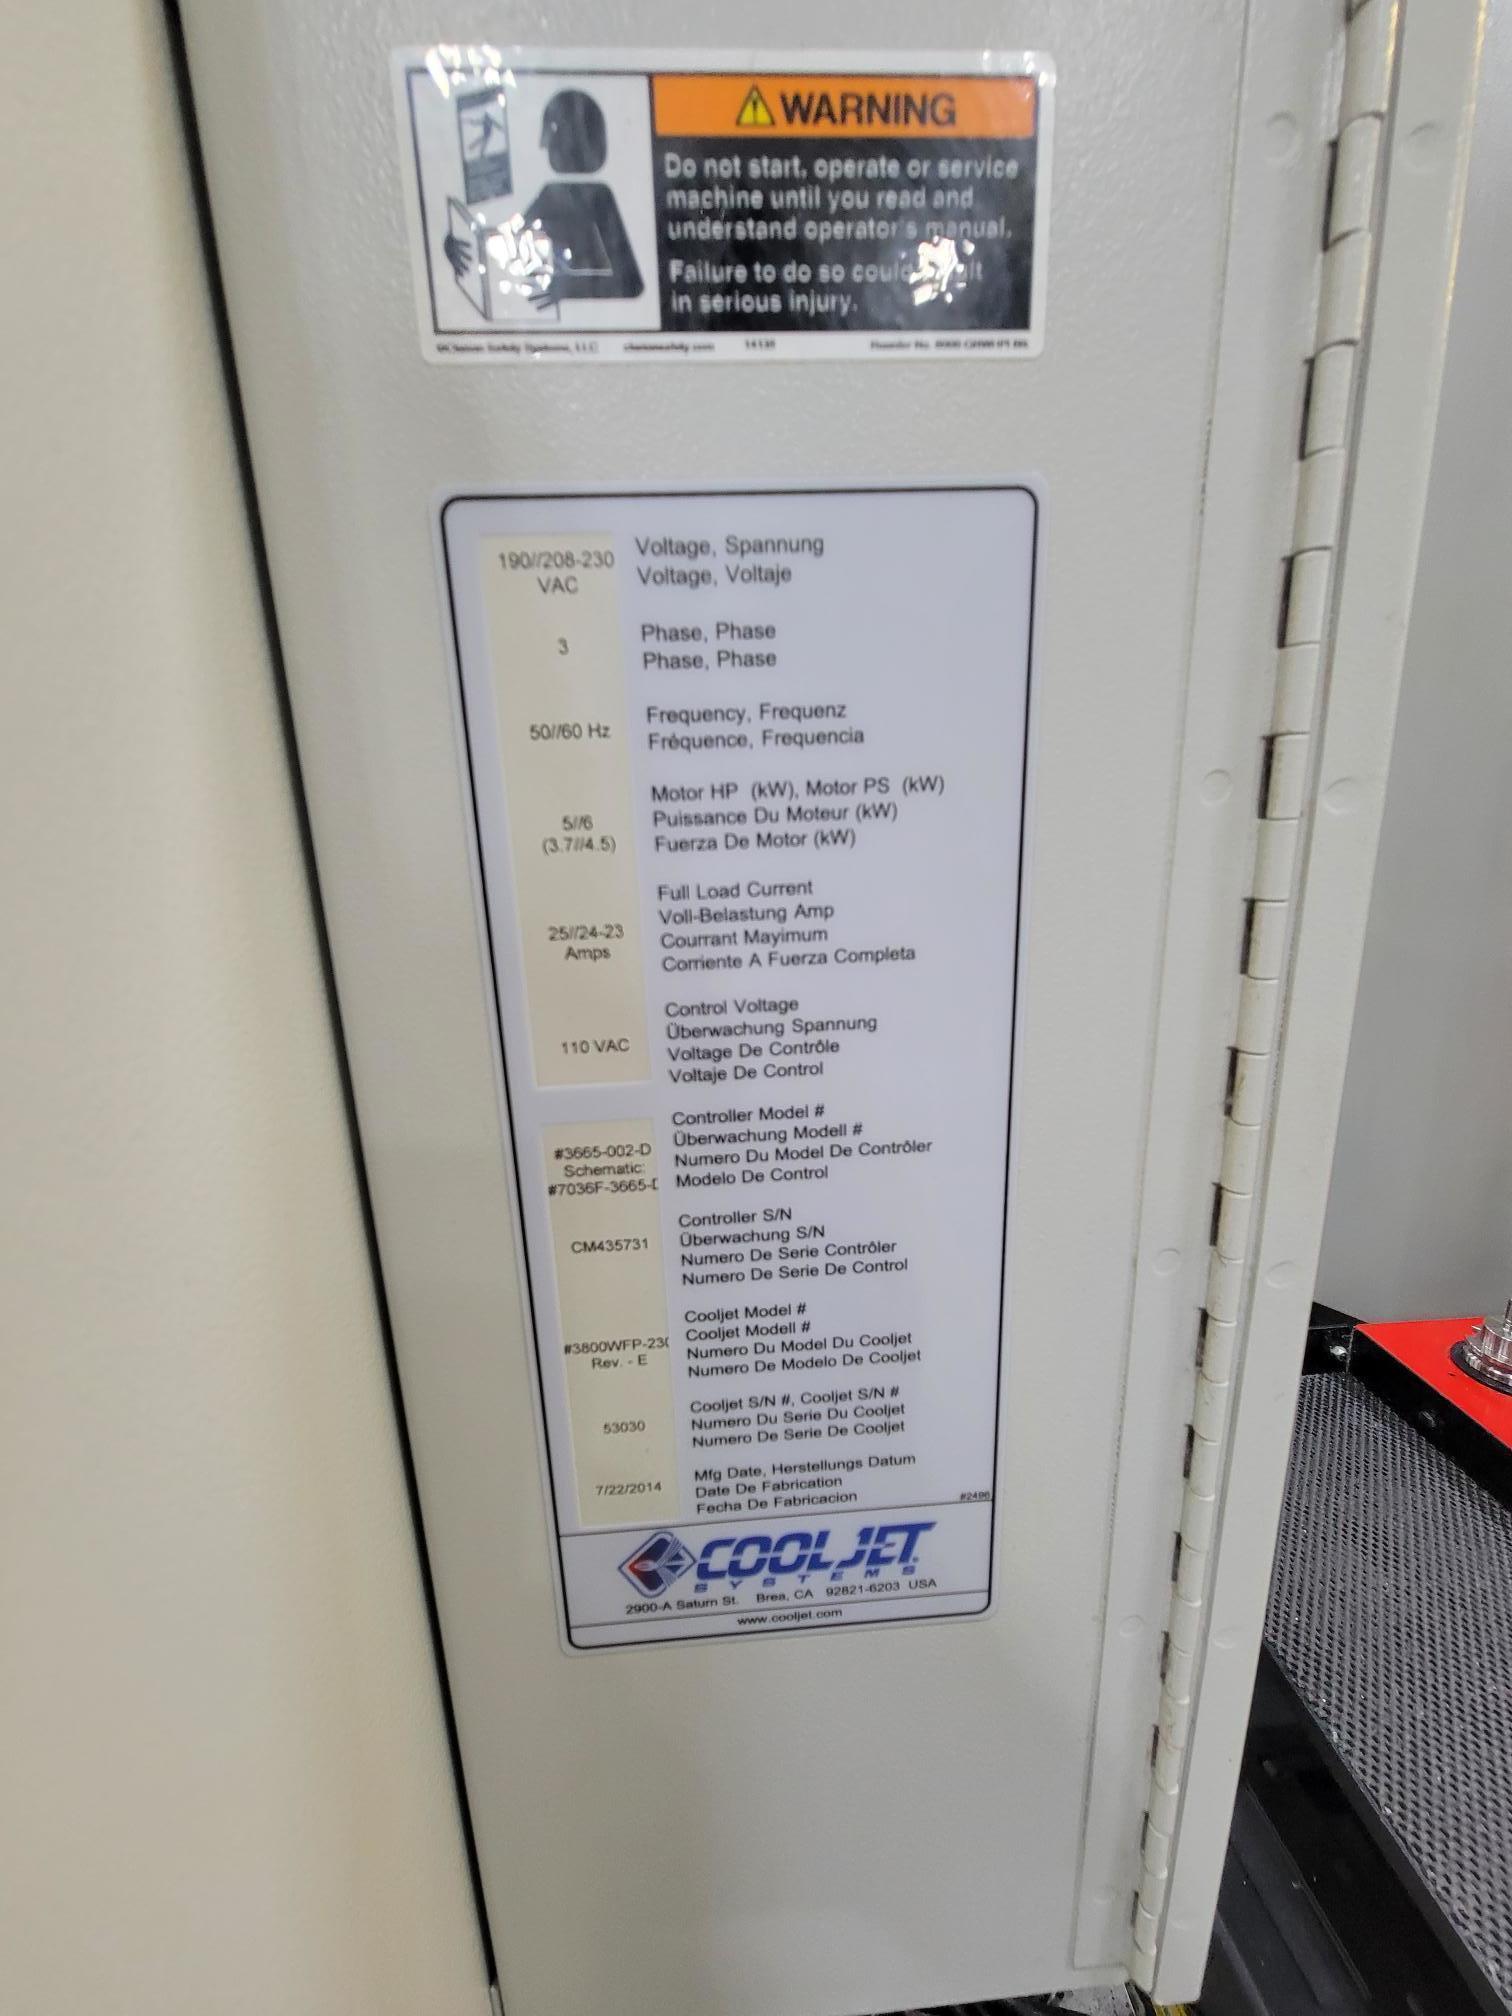 WARNING
Do not start, operate or service
machine until you read and
understand operator's manual.
Failure to do so
in serious injury.
14138
190//208-230
VAC
Voltage, Spannung
Voltage, Voltaje
3
Phase, Phase
Phase, Phase
50//60 Hz
Frequency, Frequenz
Fréquence, Frequencia
5//6
(3.7//4.5)
Motor HP (kW), Motor PS (kW)
Puissance Du Moteur (kW)
Fuerza De Motor (kW)
25//24-23
Amps
Full Load Current
Voll-Belastung Amp
Courrant Mayimum
Corriente A Fuerza Completa
110 VAC
Control Voltage
Überwachung Spannung
Voltage De Contrôle
Voltaje De Control
#3665-002-D
Schematic:
#7036F-3665-
Controller Model #
Überwachung Modell #
Numero Du Model De Contrôler
Modelo De Control
CM435731
Controller S/N
Überwachung S/N
Numero De Serie Contrôler
Numero De Serie De Control
#3800WFP-230
Rev. - E
Cooljet Model #
Cooljet Modell #
Numero Du Model Du Cooljet
Numero De Modelo De Cooljet
53030
Cooljet S/N #, Cooljet S/N #
Numero Du Serie Du Cooljet
Numero De Serie De Cooljet
7/22/2014
Mfg Date, Herstellungs Datum
Date De Fabrication
Fecha De Fabricacion
#2496
COOLJET
SYSTEMS
2900-A Saturn St. Brea, CA 92821-6203 USA
www.cooljet.com